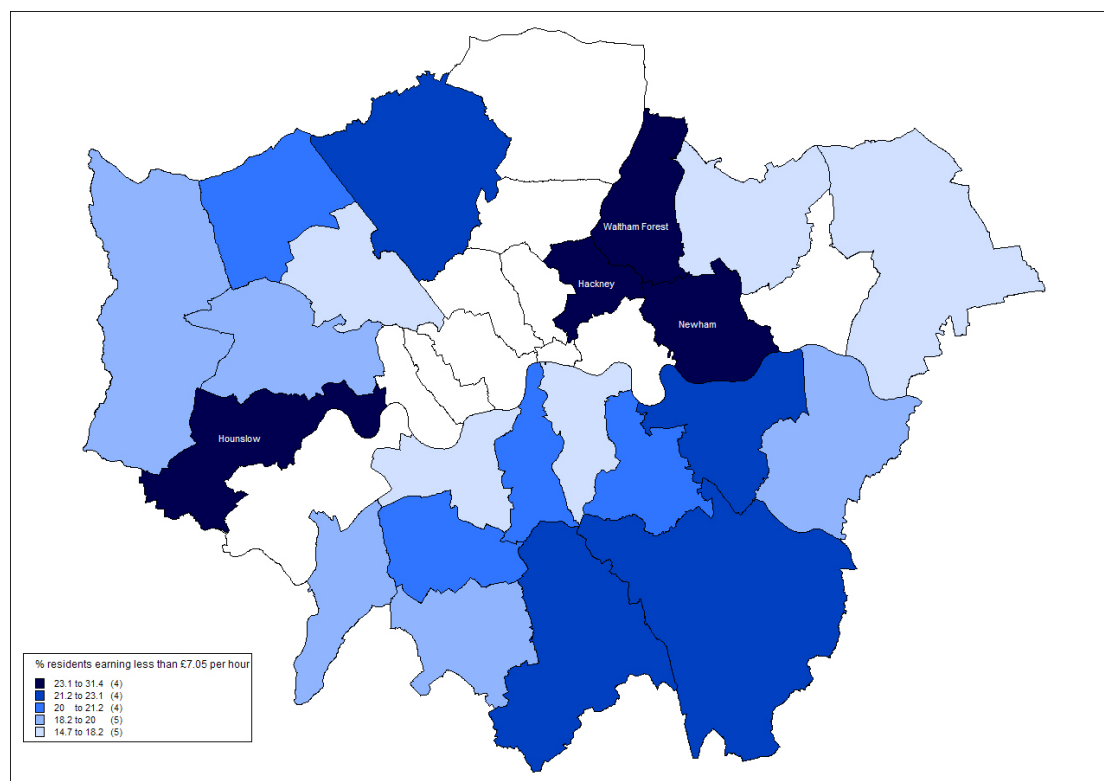 Waltham Forest
Hackney
Newham
Hounslow
% residents earning less than £7.05 per hour
23.1 to 31.4 (4)
21.2 to 23.1 (4)
20 to 21.2 (4)
18.2 to 20 (5)
14.7 to 18.2 (5)